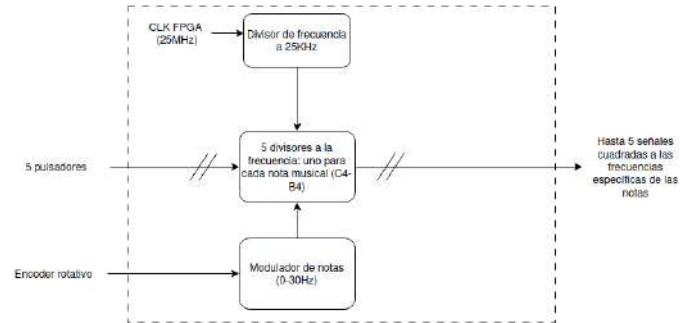 CLK FPGA
(25MHz)
Divisor de frecuencia
a 25KHz
5 pulsadores
5 divisores a la
frecuencia: uno para
cada nota musical (C4-
B4)
Hasta 5 señales
cuadradas a las
frecuencias
específicas de las
notas
Encoder rotativo
Modulador de notas
(0-30Hz)